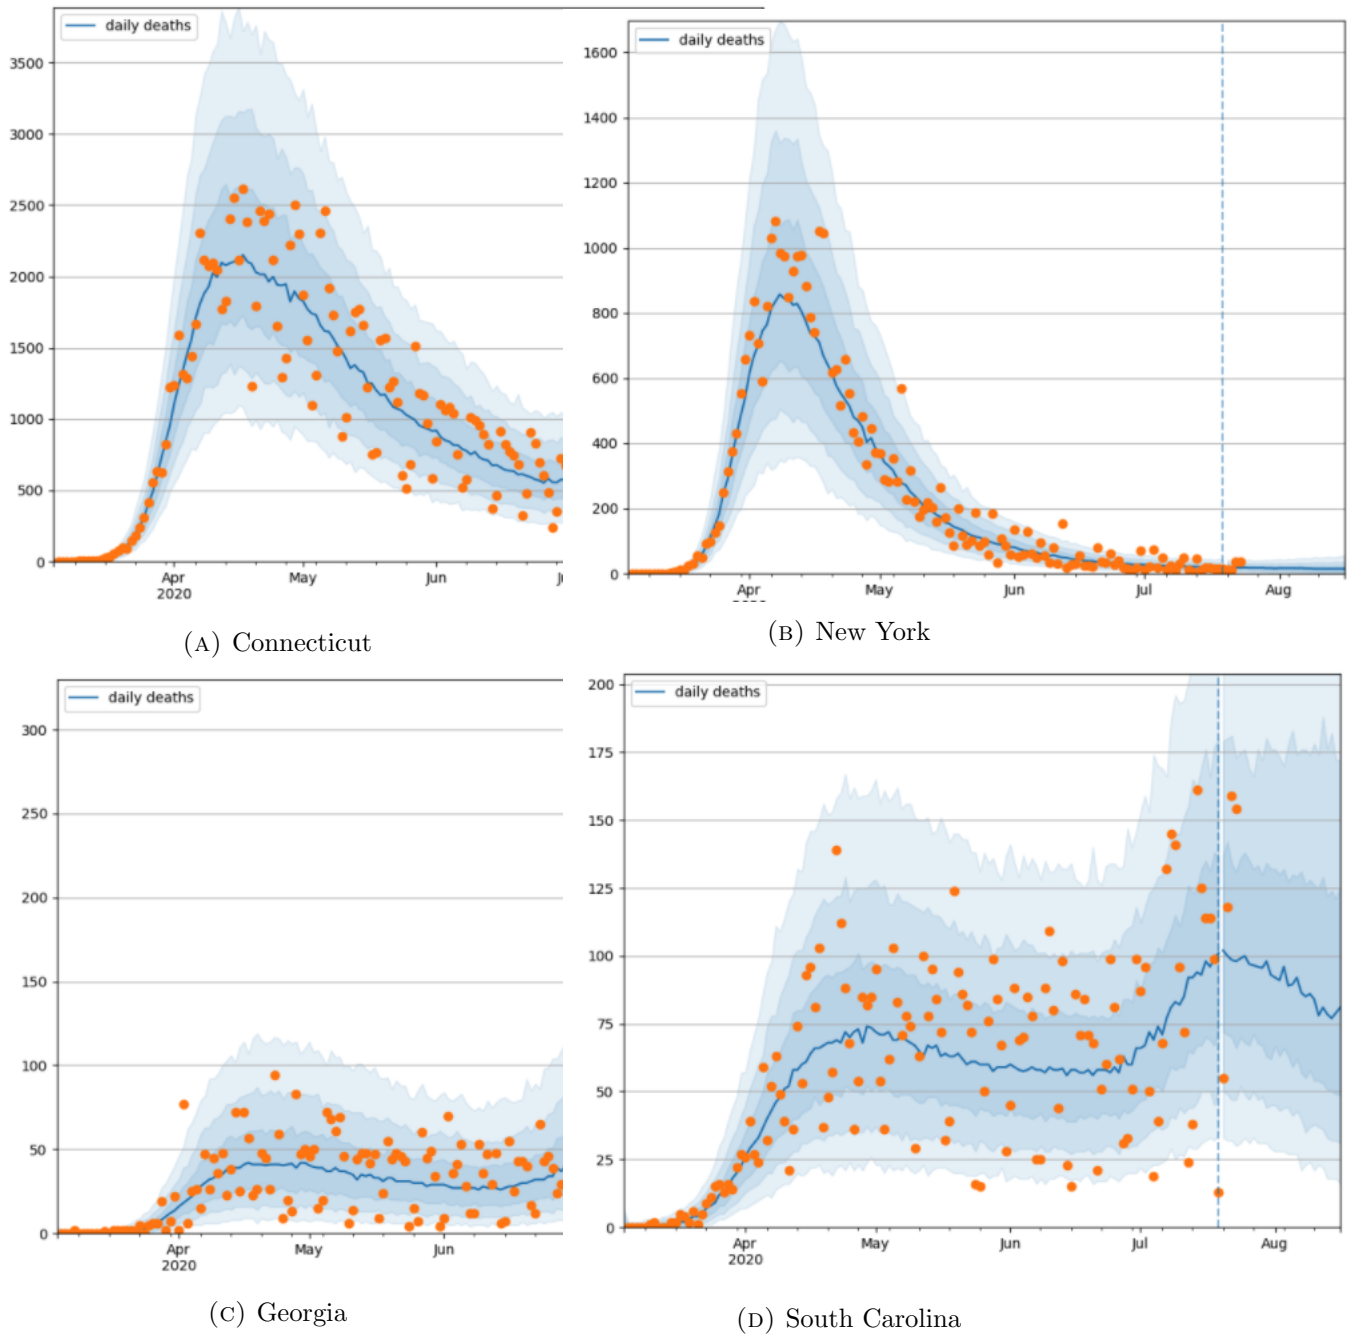 daily deaths
3500
3000
2500
2000
1500
1000
500
0
Apr
2020
May
Jun
(A) Connecticut
daily deaths
1600
1400
1200
1000
800
600
400
200
0
Apr
May
Jun
Jul
Aug
(B) New York
daily deaths
300
250
200
150
100
50
0
Apr
2020
May
Jun
(C) Georgia
daily deaths
200
175
150
125
100
75
50
25
0
Apr
2020
May
Jun
Jul
Aug
(D) South Carolina